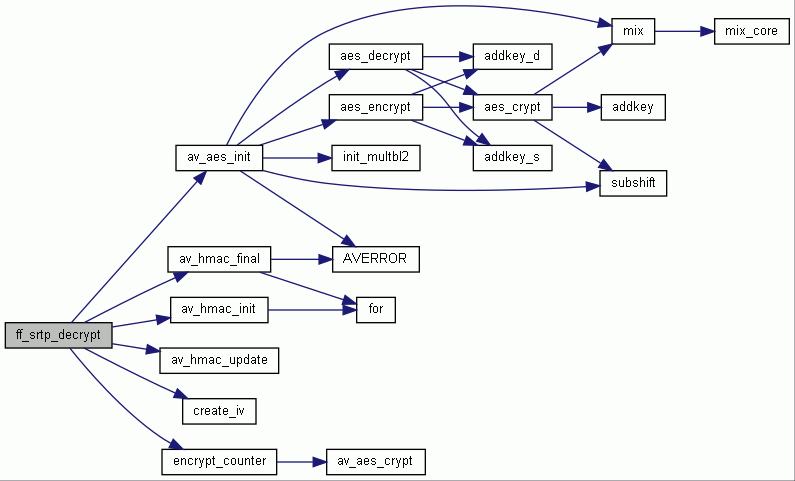 mix
mix_core
aes_decrypt
addkey_d
aes_encrypt
aes_crypt
addkey
av_aes_init
init_multbl2
addkey_s
subshift
av_hmac_final
AVERROR
av_hmac_init
for
ff_srtp_decrypt
av_hmac_update
create_iv
encrypt_counter
av_aes_crypt